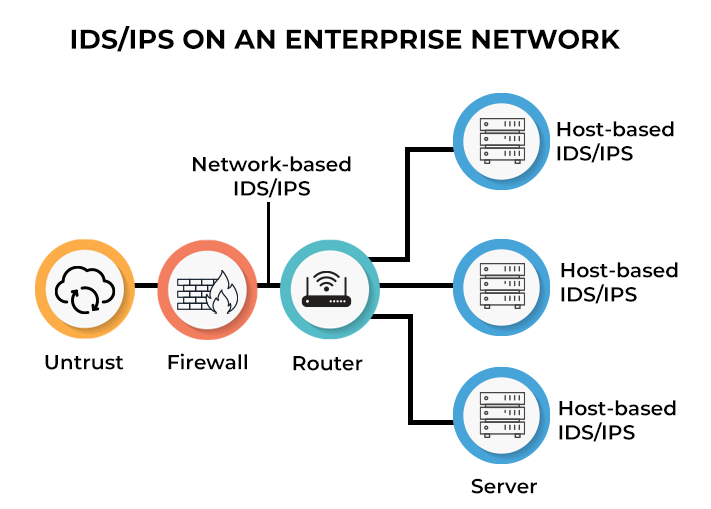 IDS/IPS ON AN ENTERPRISE NETWORK
Host-based
IDS/IPS
Network-based
IDS/IPS
Host-based
IDS/IPS
Untrust
Firewall
Router
Host-based
IDS/IPS
Server